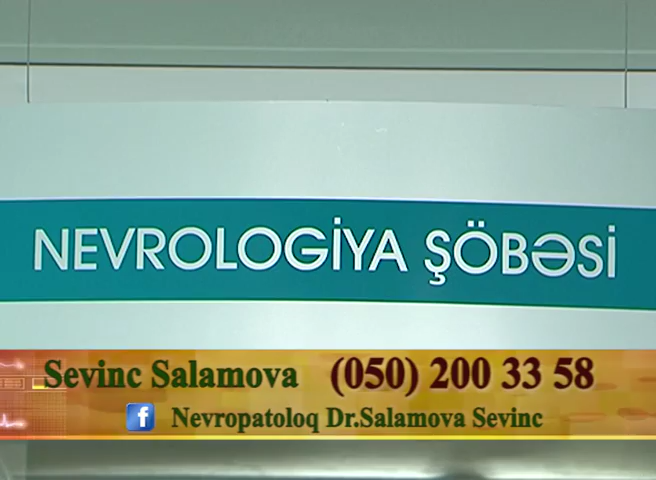 NEVROLOGİYA ŞÖBƏSİ
Sevinc Salamova (050) 200 33 58
Nevropatoloq Dr.Salamova Sevinc